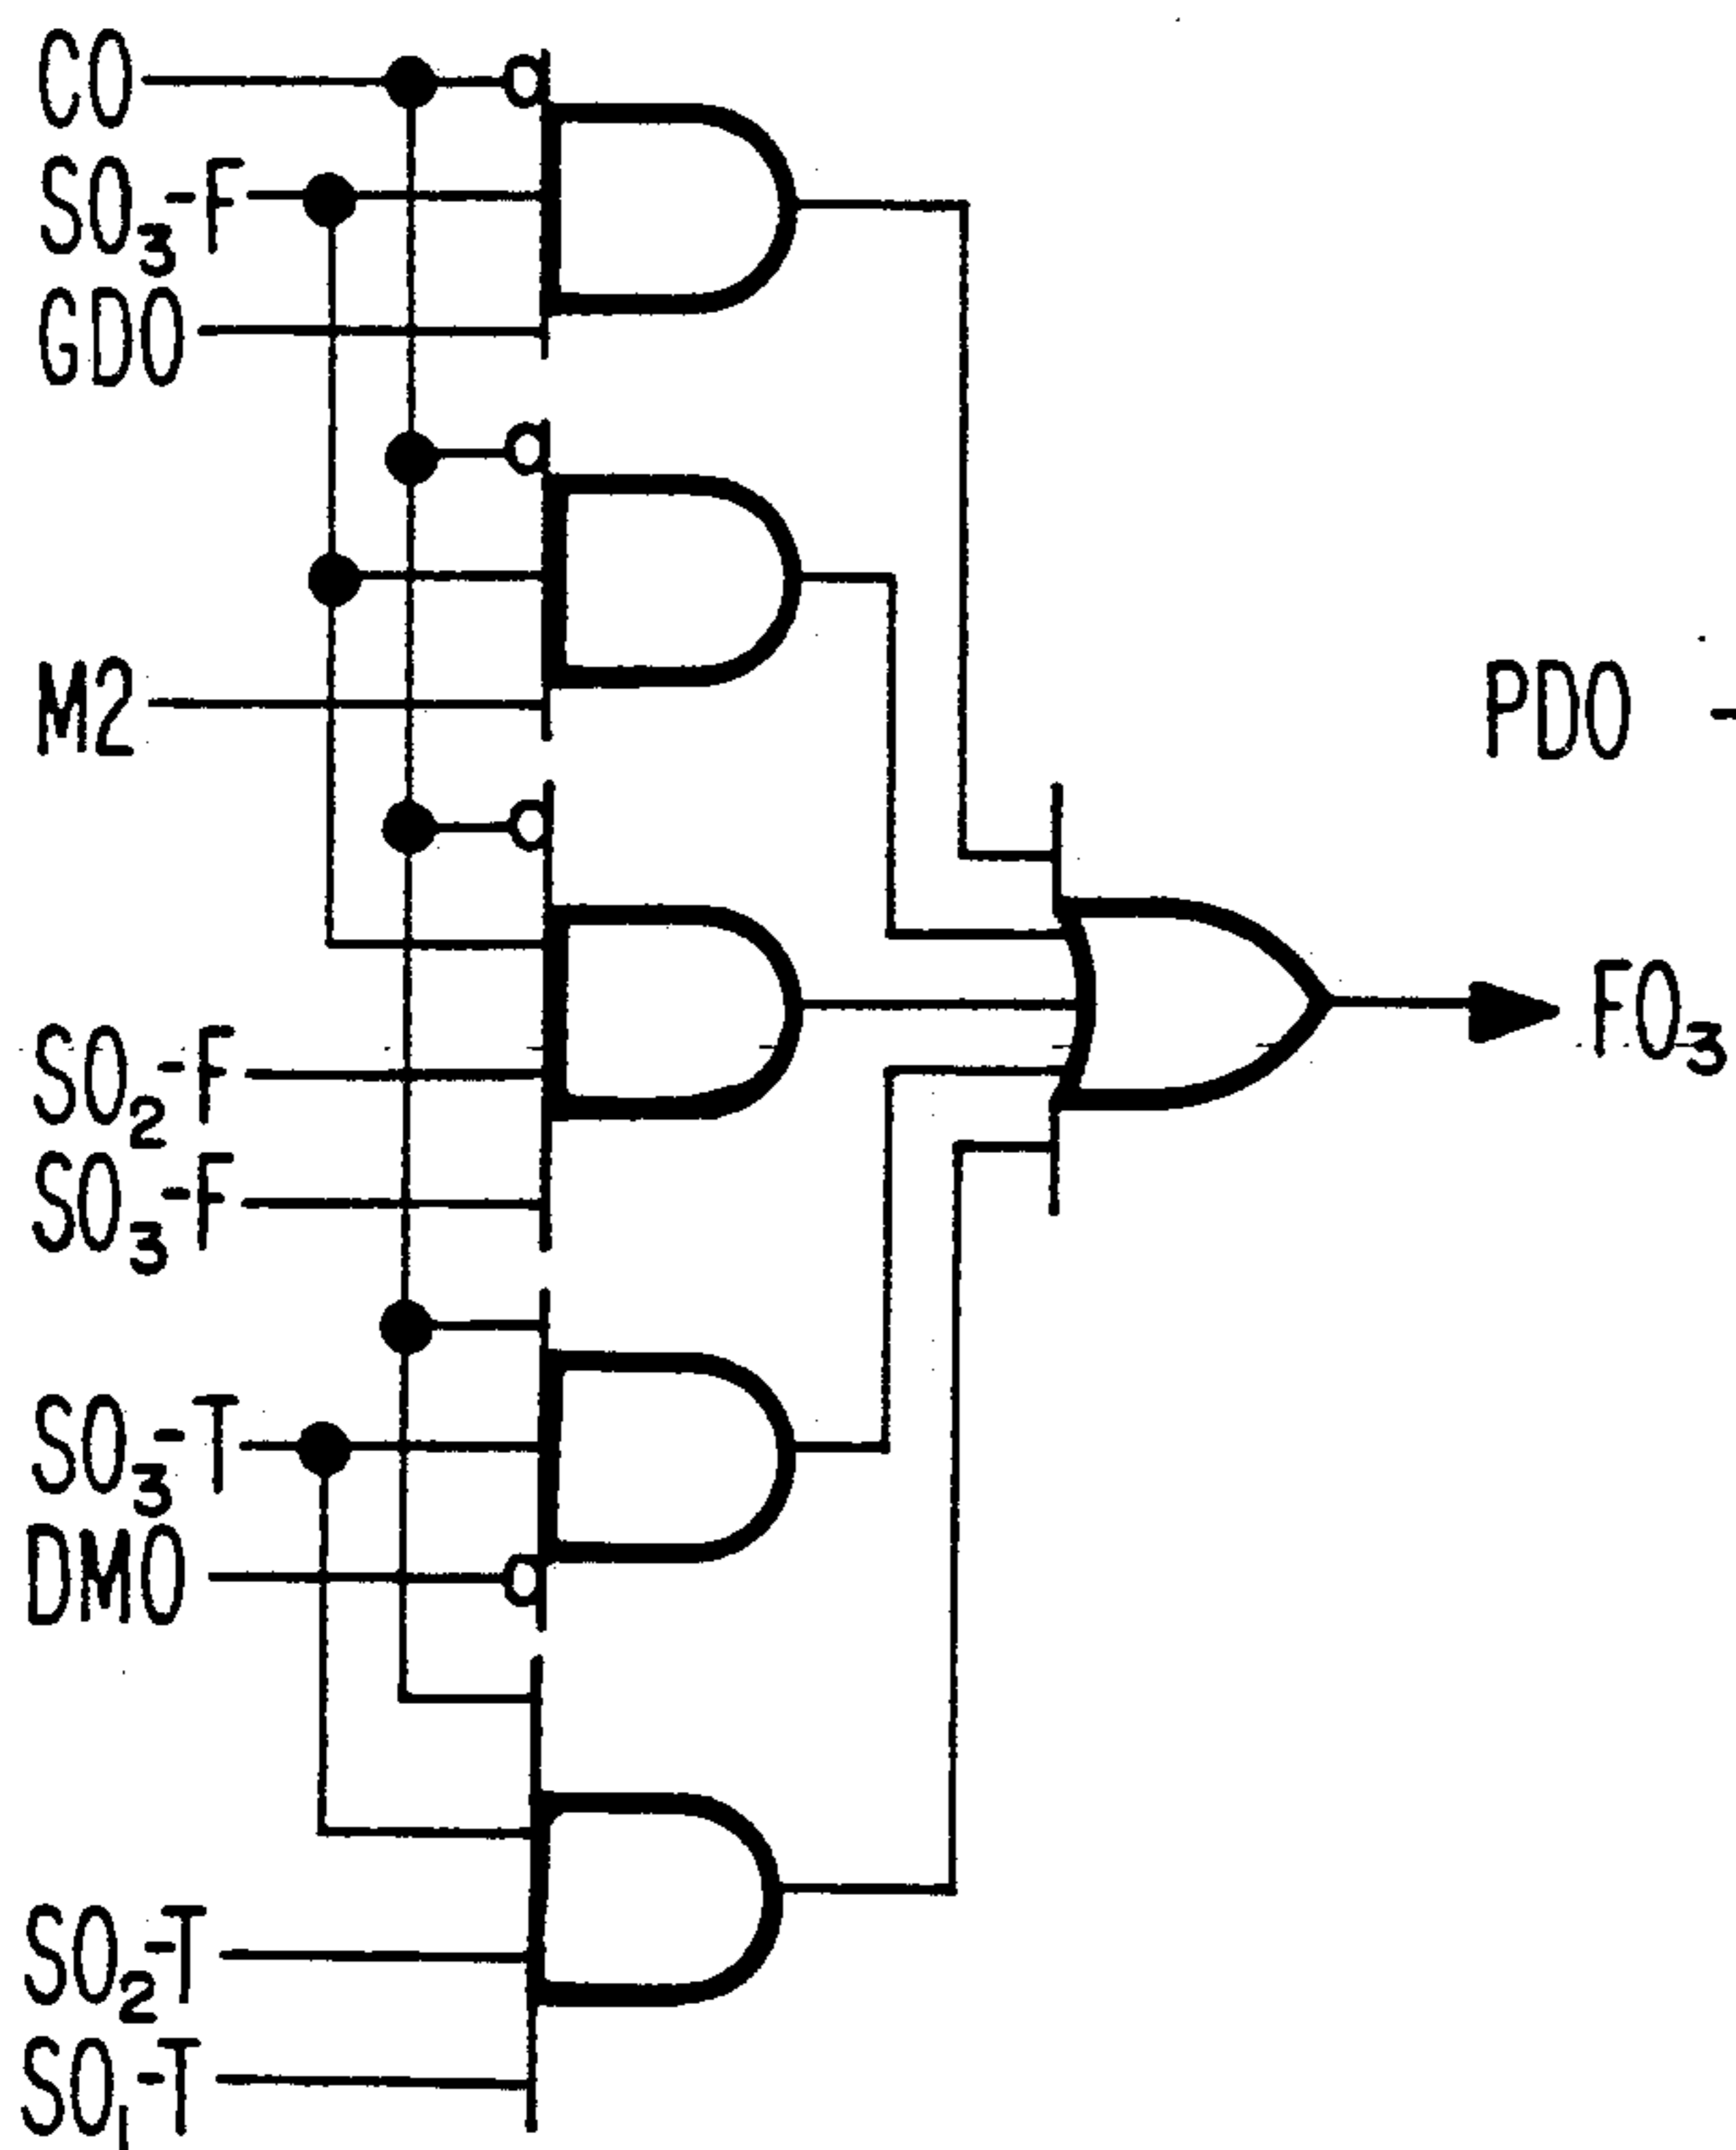 CO
SO₃-F
GDO
M2
PDO
FO₃
SO₂-F
SO₃-F
SO₃-T
DMO
SO₂-T
SO₁-T